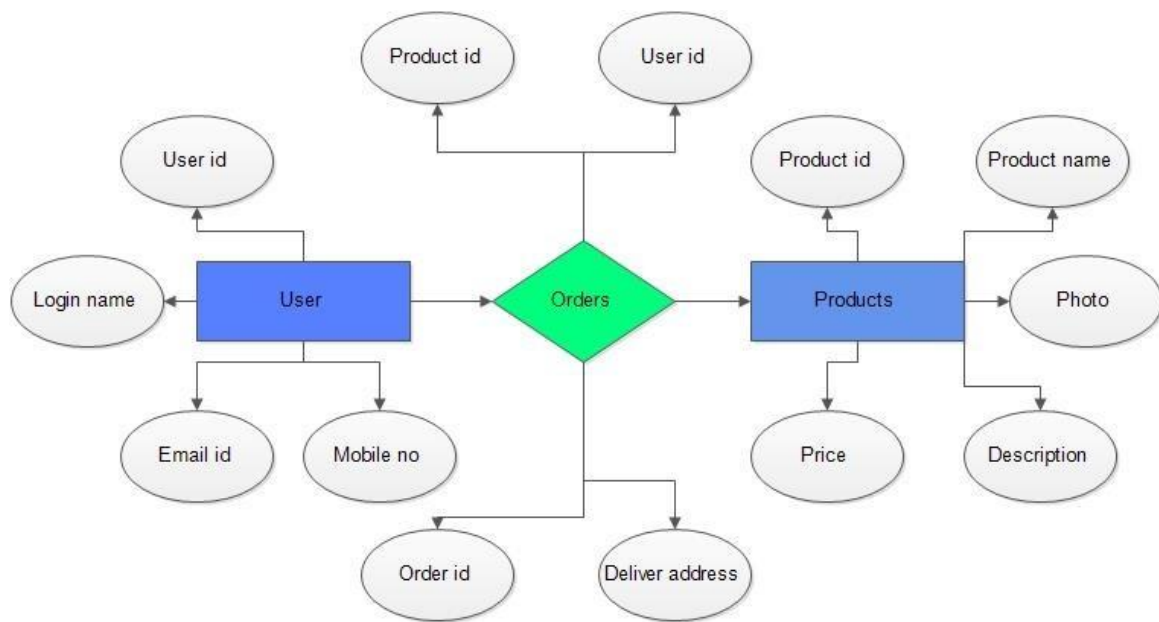 Product id
User id
User id
Product id
Product name
Login name
User
Orders
Products
Photo
Email id
Mobile no
Price
Description
Order id
Deliver address